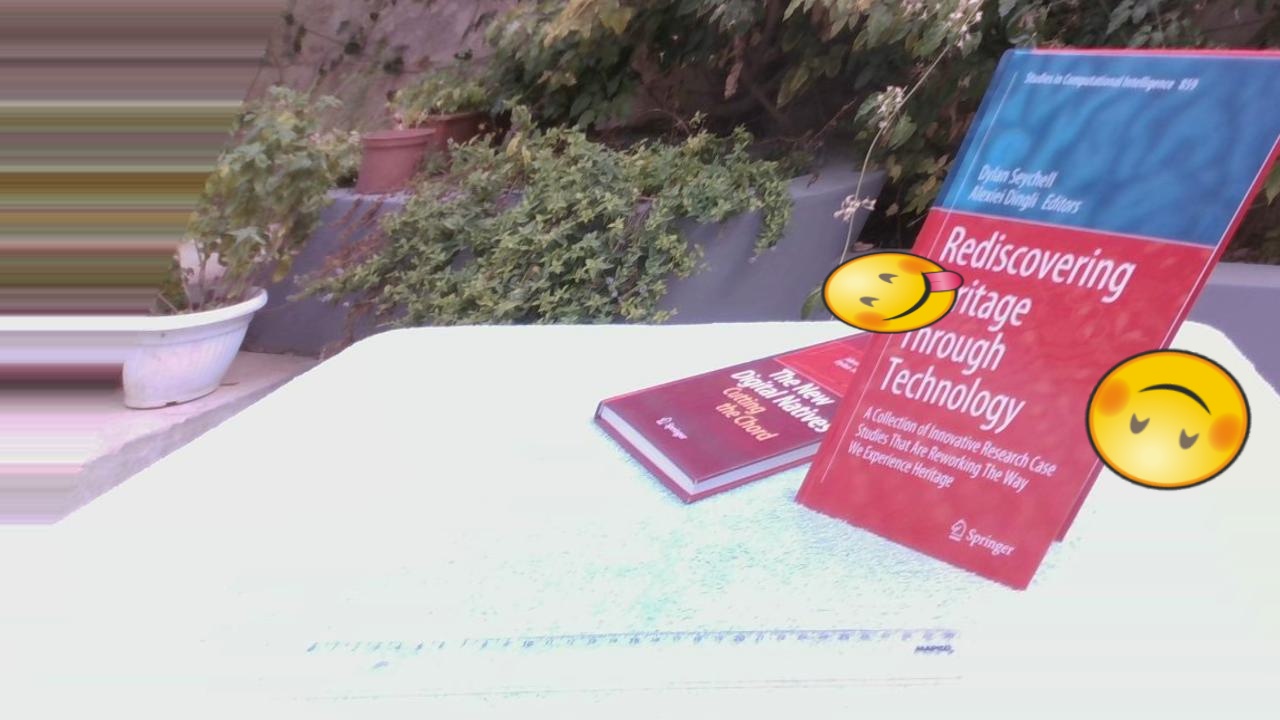 Studies in Computational Intelligence 859
Dylan Seychell
Alexiei Dingli Editors
Rediscovering
ritage
Through
Technology
A Collection of Innovative Research Case
Studies That Are Reworking The Way
We Experience Heritage
Springer
The New
Digital Natives
Cutting
the Chord
Springer
MAPED